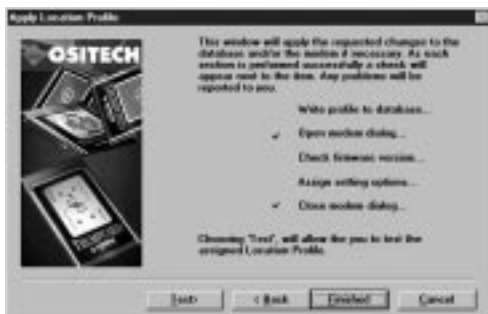 Apply Location Profile
OSITECH
This window will apply the requested changes to the
database and/or the modem if necessary. As each
section is performed successfully a check will
appear next to the item. Any problems will be
reported to you.
Write profile to database...
✓ Open modem dialog...
Check firmware version...
Assign setting options...
✓ Close modem dialog...
Choosing 'Test', will allow the you to test the
assigned Location Profile.
Test>
< Back
Finished
Cancel